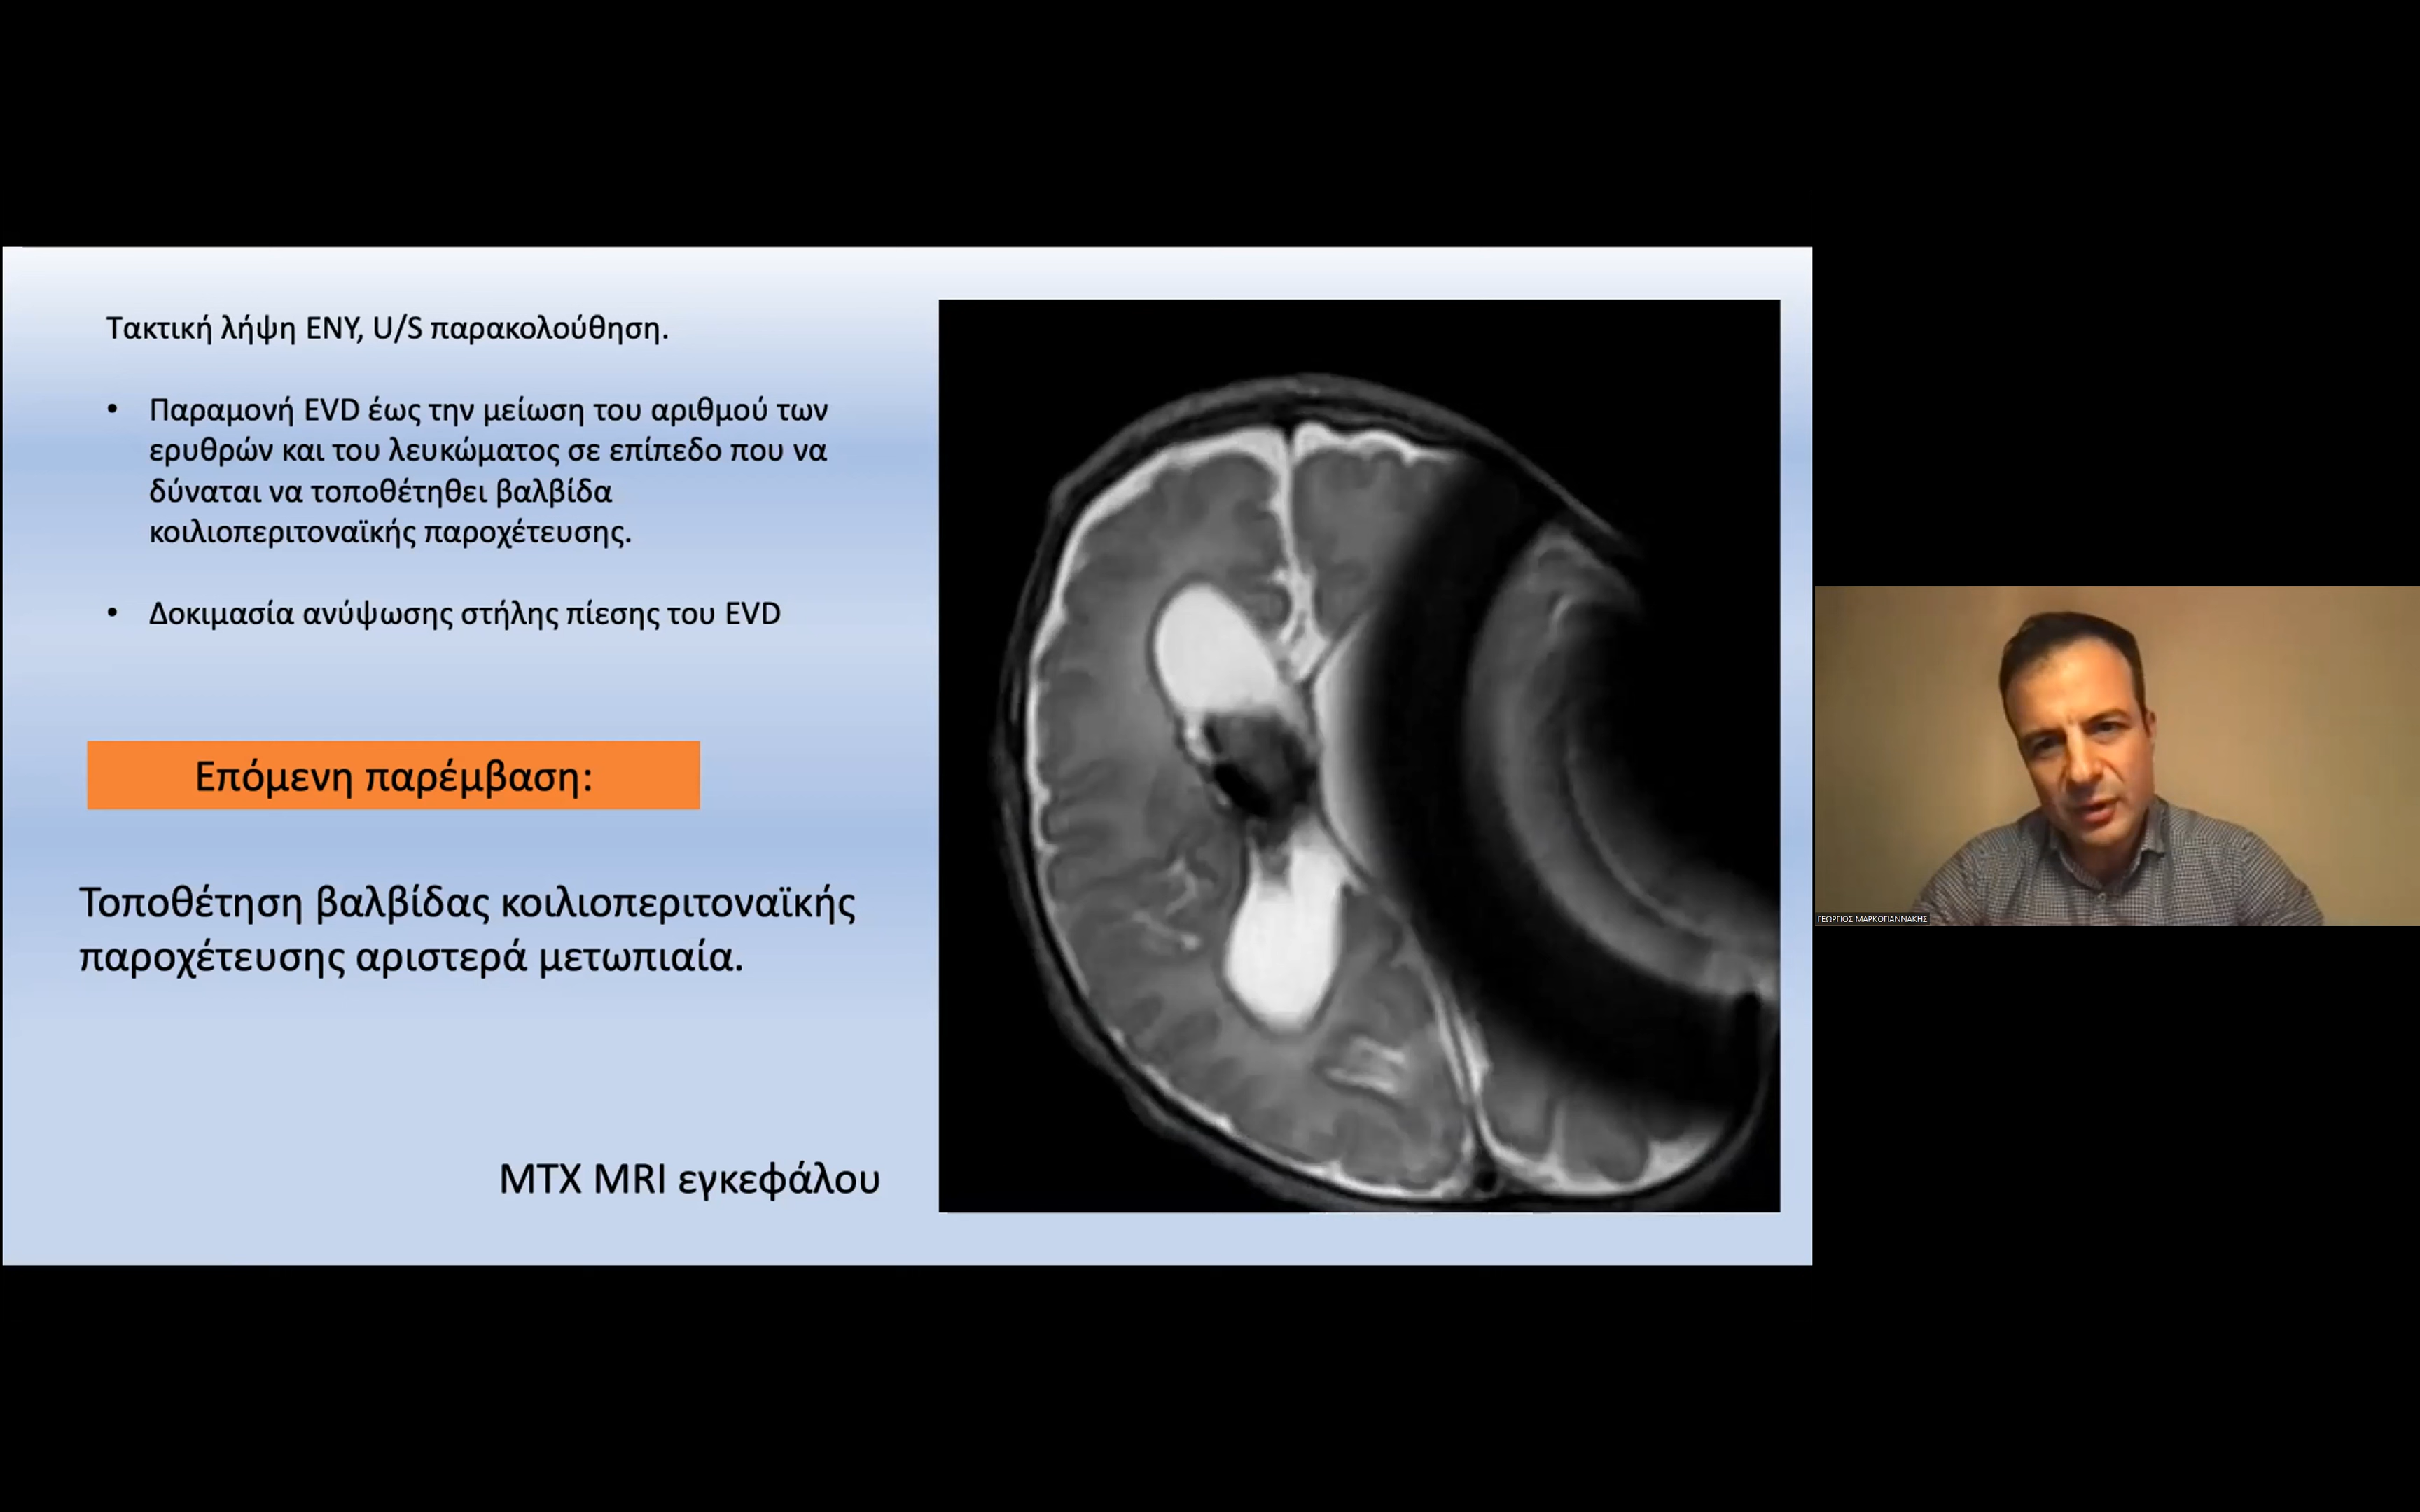 Τακτική λήψη ΕΝΥ, U/S παρακολούθηση.
• Παραμονή EVD έως την μείωση του αριθμού των
ερυθρών και του λευκώματος σε επίπεδο που να
δύναται να τοποθέτηθει βαλβίδα
κοιλιοπεριτοναϊκής παροχέτευσης.
• Δοκιμασία ανύψωσης στήλης πίεσης του EVD
Επόμενη παρέμβαση:
Τοποθέτηση βαλβίδας κοιλιοπεριτοναϊκής
παροχέτευσης αριστερά μετωπιαία.
ΜΤΧ MRI εγκεφάλου
ΓΕΩΡΓΙΟΣ ΜΑΡΚΟΓΙΑΝΝΑΚΗΣ